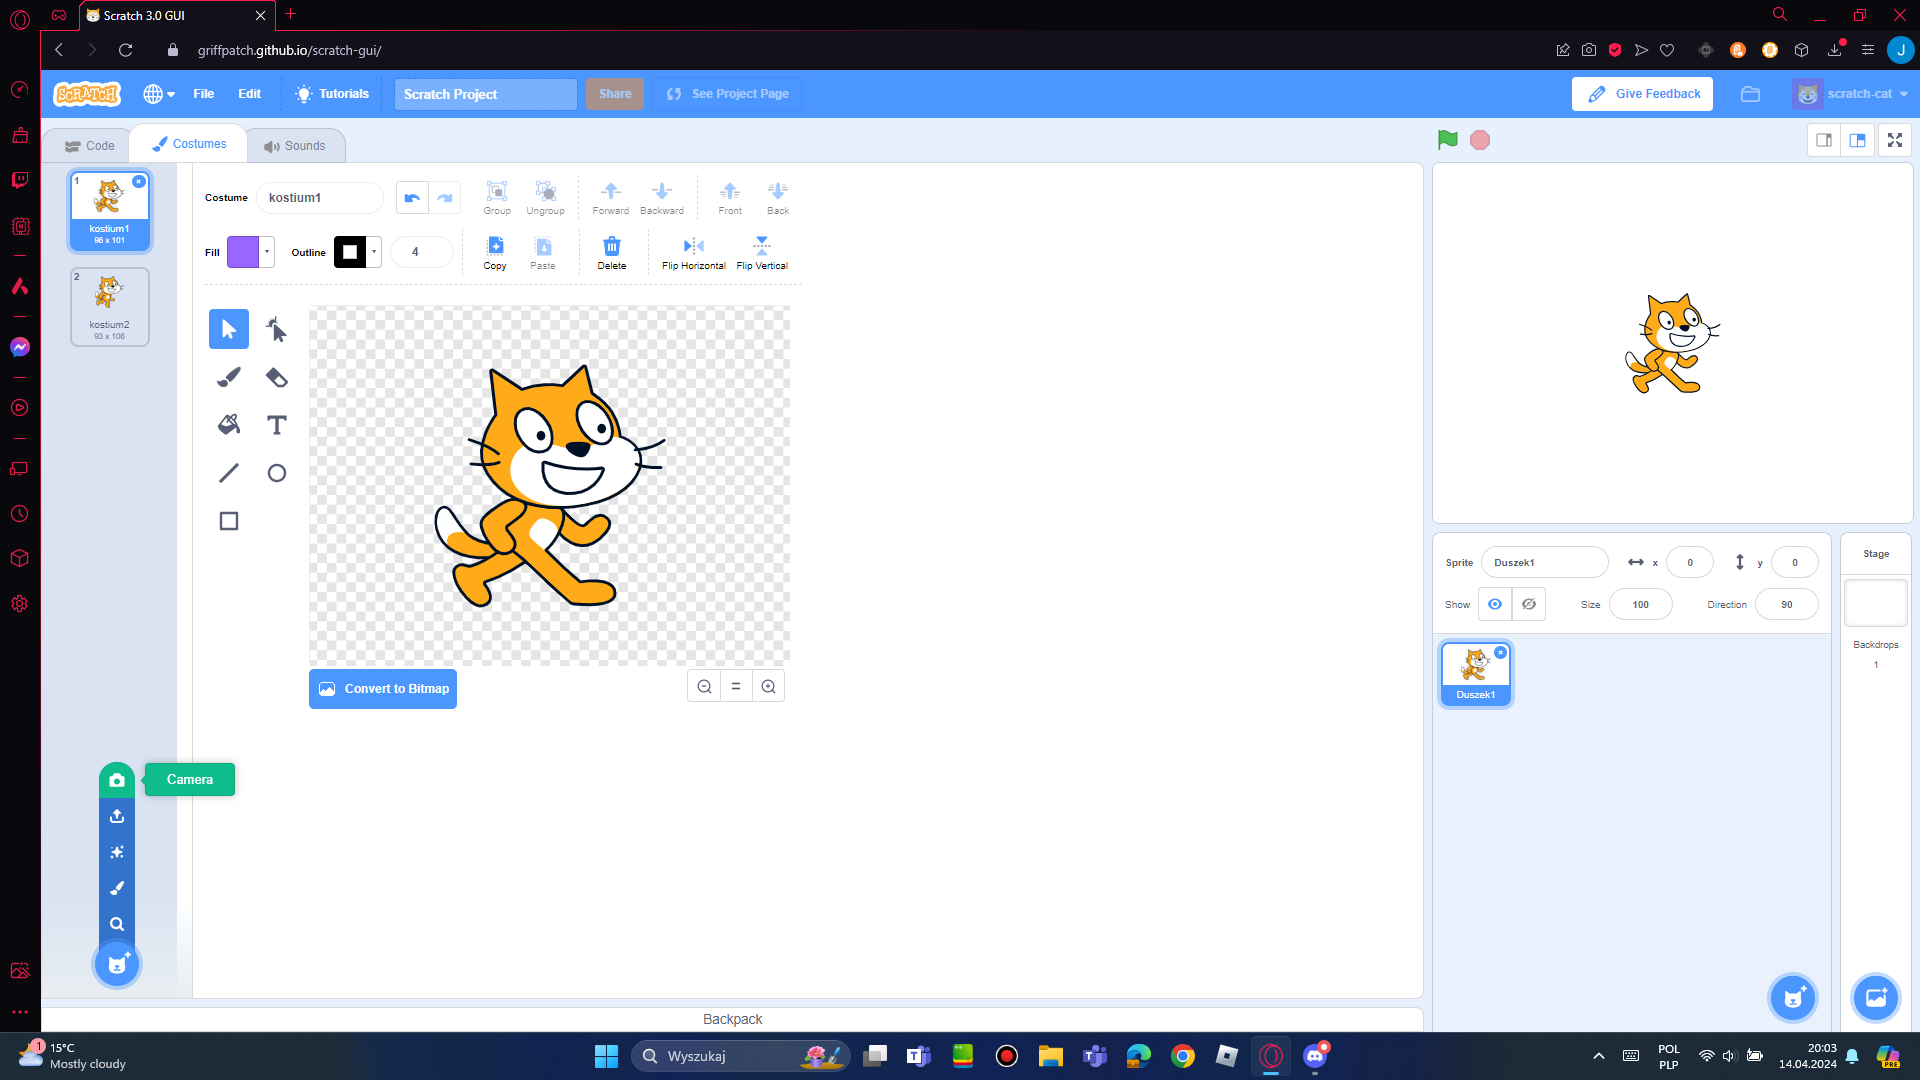 Scratch 3.0 GUI
griffpatch.github.io/scratch-gui/
J
SCRATCH
File
Edit
Tutorials
Scratch Project
Share
See Project Page
Give Feedback
scratch-cat
Code
Costumes
Sounds
1
kostium1
96 x 101
2
kostium2
93 x 106
Costume
kostium1
Group
Ungroup
Forward
Backward
Front
Back
Fill
Outline
4
Copy
Paste
Delete
Flip Horizontal
Flip Vertical
T
Convert to Bitmap
Camera
Sprite
Duszek1
x
0
y
0
Show
Size
100
Direction
90
Duszek1
Stage
Backdrops
1
Backpack
1
15°C
Mostly cloudy
Wyszukaj
POL
PLP
20:03
14.04.2024
PRE